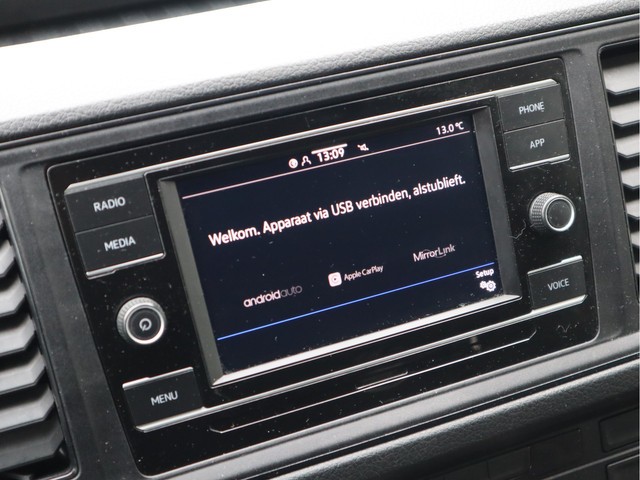 RADIO
MEDIA
MENU
13:09
13.0 °C
Welkom. Apparaat via USB verbinden, alstublieft.
androidauto
Apple CarPlay
MirrorLink
Setup
PHONE
APP
VOICE